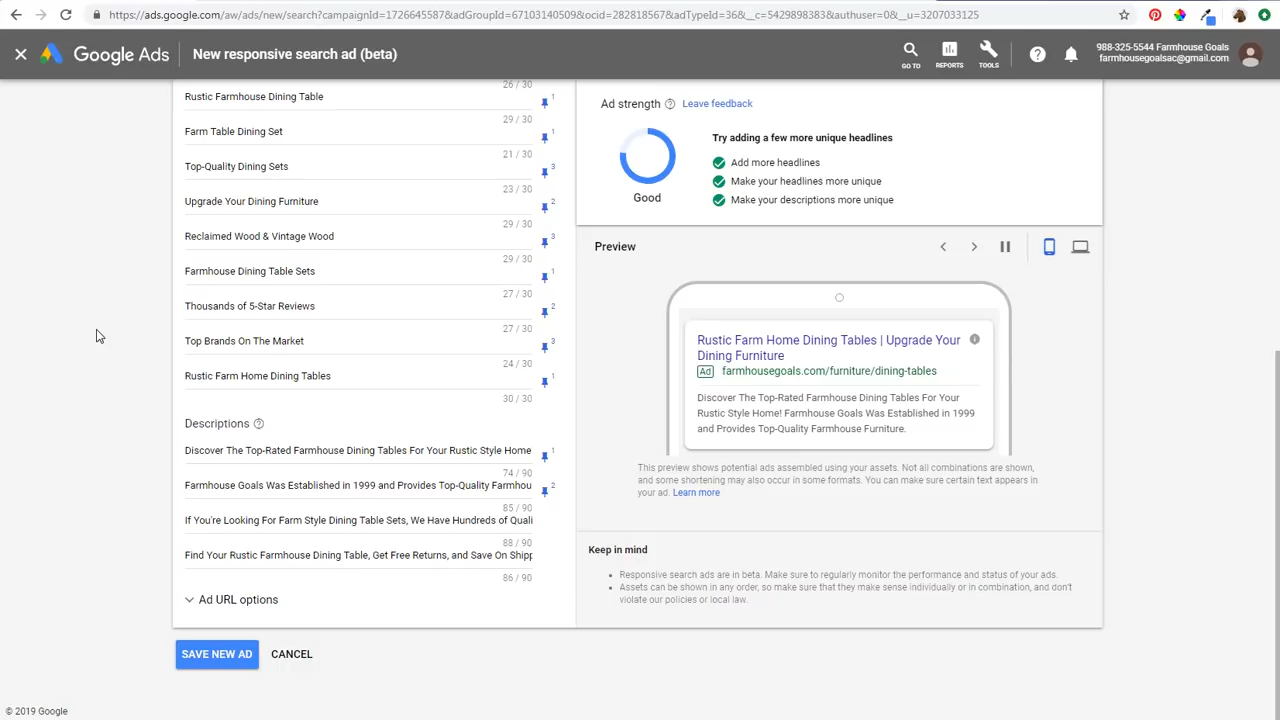 https://ads.google.com/aw/ads/new/search?campaignId=1726645587&adGroupId=67103140509&ocid=282818567&adTypeId=36&__c=5429898383&authuser=0&__u=3207033125
Google Ads
New responsive search ad (beta)
GO TO
REPORTS
TOOLS
988-325-5544 Farmhouse Goals
farmhousegoalsac@gmail.com
26 / 30
Rustic Farmhouse Dining Table
1
29 / 30
Farm Table Dining Set
1
21 / 30
Top-Quality Dining Sets
3
23 / 30
Upgrade Your Dining Furniture
2
29 / 30
Reclaimed Wood & Vintage Wood
3
29 / 30
Farmhouse Dining Table Sets
1
27 / 30
Thousands of 5-Star Reviews
2
27 / 30
Top Brands On The Market
3
24 / 30
Rustic Farm Home Dining Tables
1
30 / 30
Descriptions
Discover The Top-Rated Farmhouse Dining Tables For Your Rustic Style Home
1
74 / 90
Farmhouse Goals Was Established in 1999 and Provides Top-Quality Farmhou
2
85 / 90
If You're Looking For Farm Style Dining Table Sets, We Have Hundreds of Quali
88 / 90
Find Your Rustic Farmhouse Dining Table, Get Free Returns, and Save On Shipp
86 / 90
Ad URL options
SAVE NEW AD
CANCEL
Ad strength
Leave feedback
Good
Try adding a few more unique headlines
Add more headlines
Make your headlines more unique
Make your descriptions more unique
Preview
Rustic Farm Home Dining Tables | Upgrade Your
Dining Furniture
Ad farmhousegoals.com/furniture/dining-tables
Discover The Top-Rated Farmhouse Dining Tables For Your
Rustic Style Home! Farmhouse Goals Was Established in 1999
and Provides Top-Quality Farmhouse Furniture.
This preview shows potential ads assembled using your assets. Not all combinations are shown,
and some shortening may also occur in some formats. You can make sure certain text appears in
your ad. Learn more
Keep in mind
Responsive search ads are in beta. Make sure to regularly monitor the performance and status of your ads.
Assets can be shown in any order, so make sure that they make sense individually or in combination, and don't
violate our policies or local law.
© 2019 Google